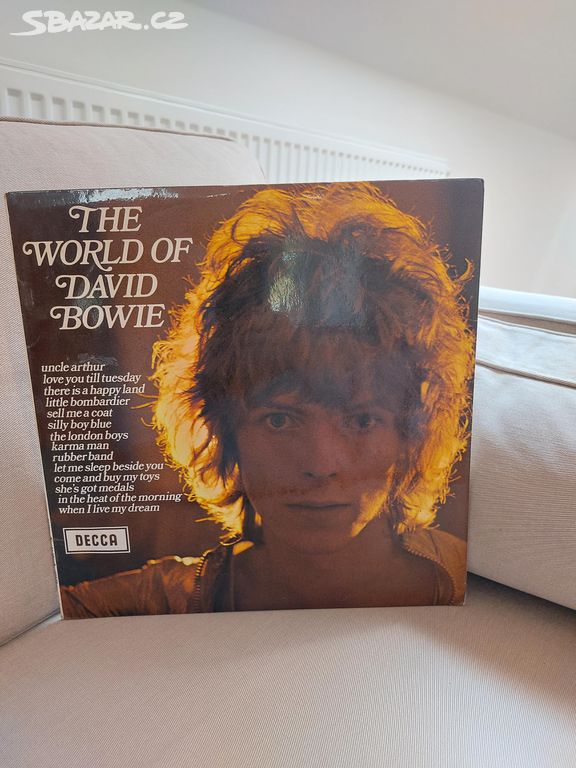 SBAZAR.CZ
THE
WORLD OF
DAVID
BOWIE
uncle arthur
love you till tuesday
there is a happy land
little bombardier
sell me a coat
silly boy blue
the london boys
karma man
rubber band
let me sleep beside you
come and buy my toys
she's got medals
in the heat of the morning
when I live my dream
DECCA